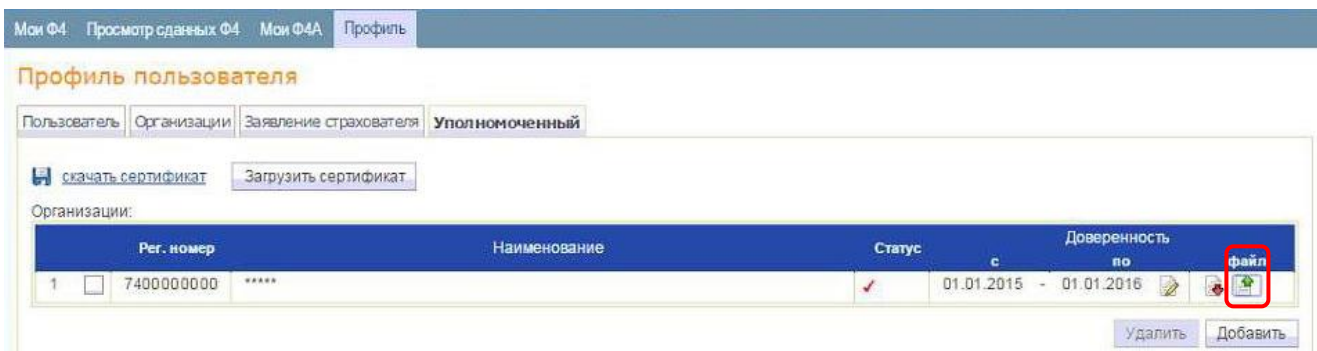 Мои Ф4 Просмотр сданных Ф4 Мои Ф4А Профиль
Профиль пользователя
Пользователь Организации Заявление страхователя Уполномоченный
скачать сертификат Загрузить сертификат
Организации:
Рег. номер Наименование Статус Доверенность
с по файл
1 7400000000 ***** 01.01.2015 - 01.01.2016
Удалить Добавить